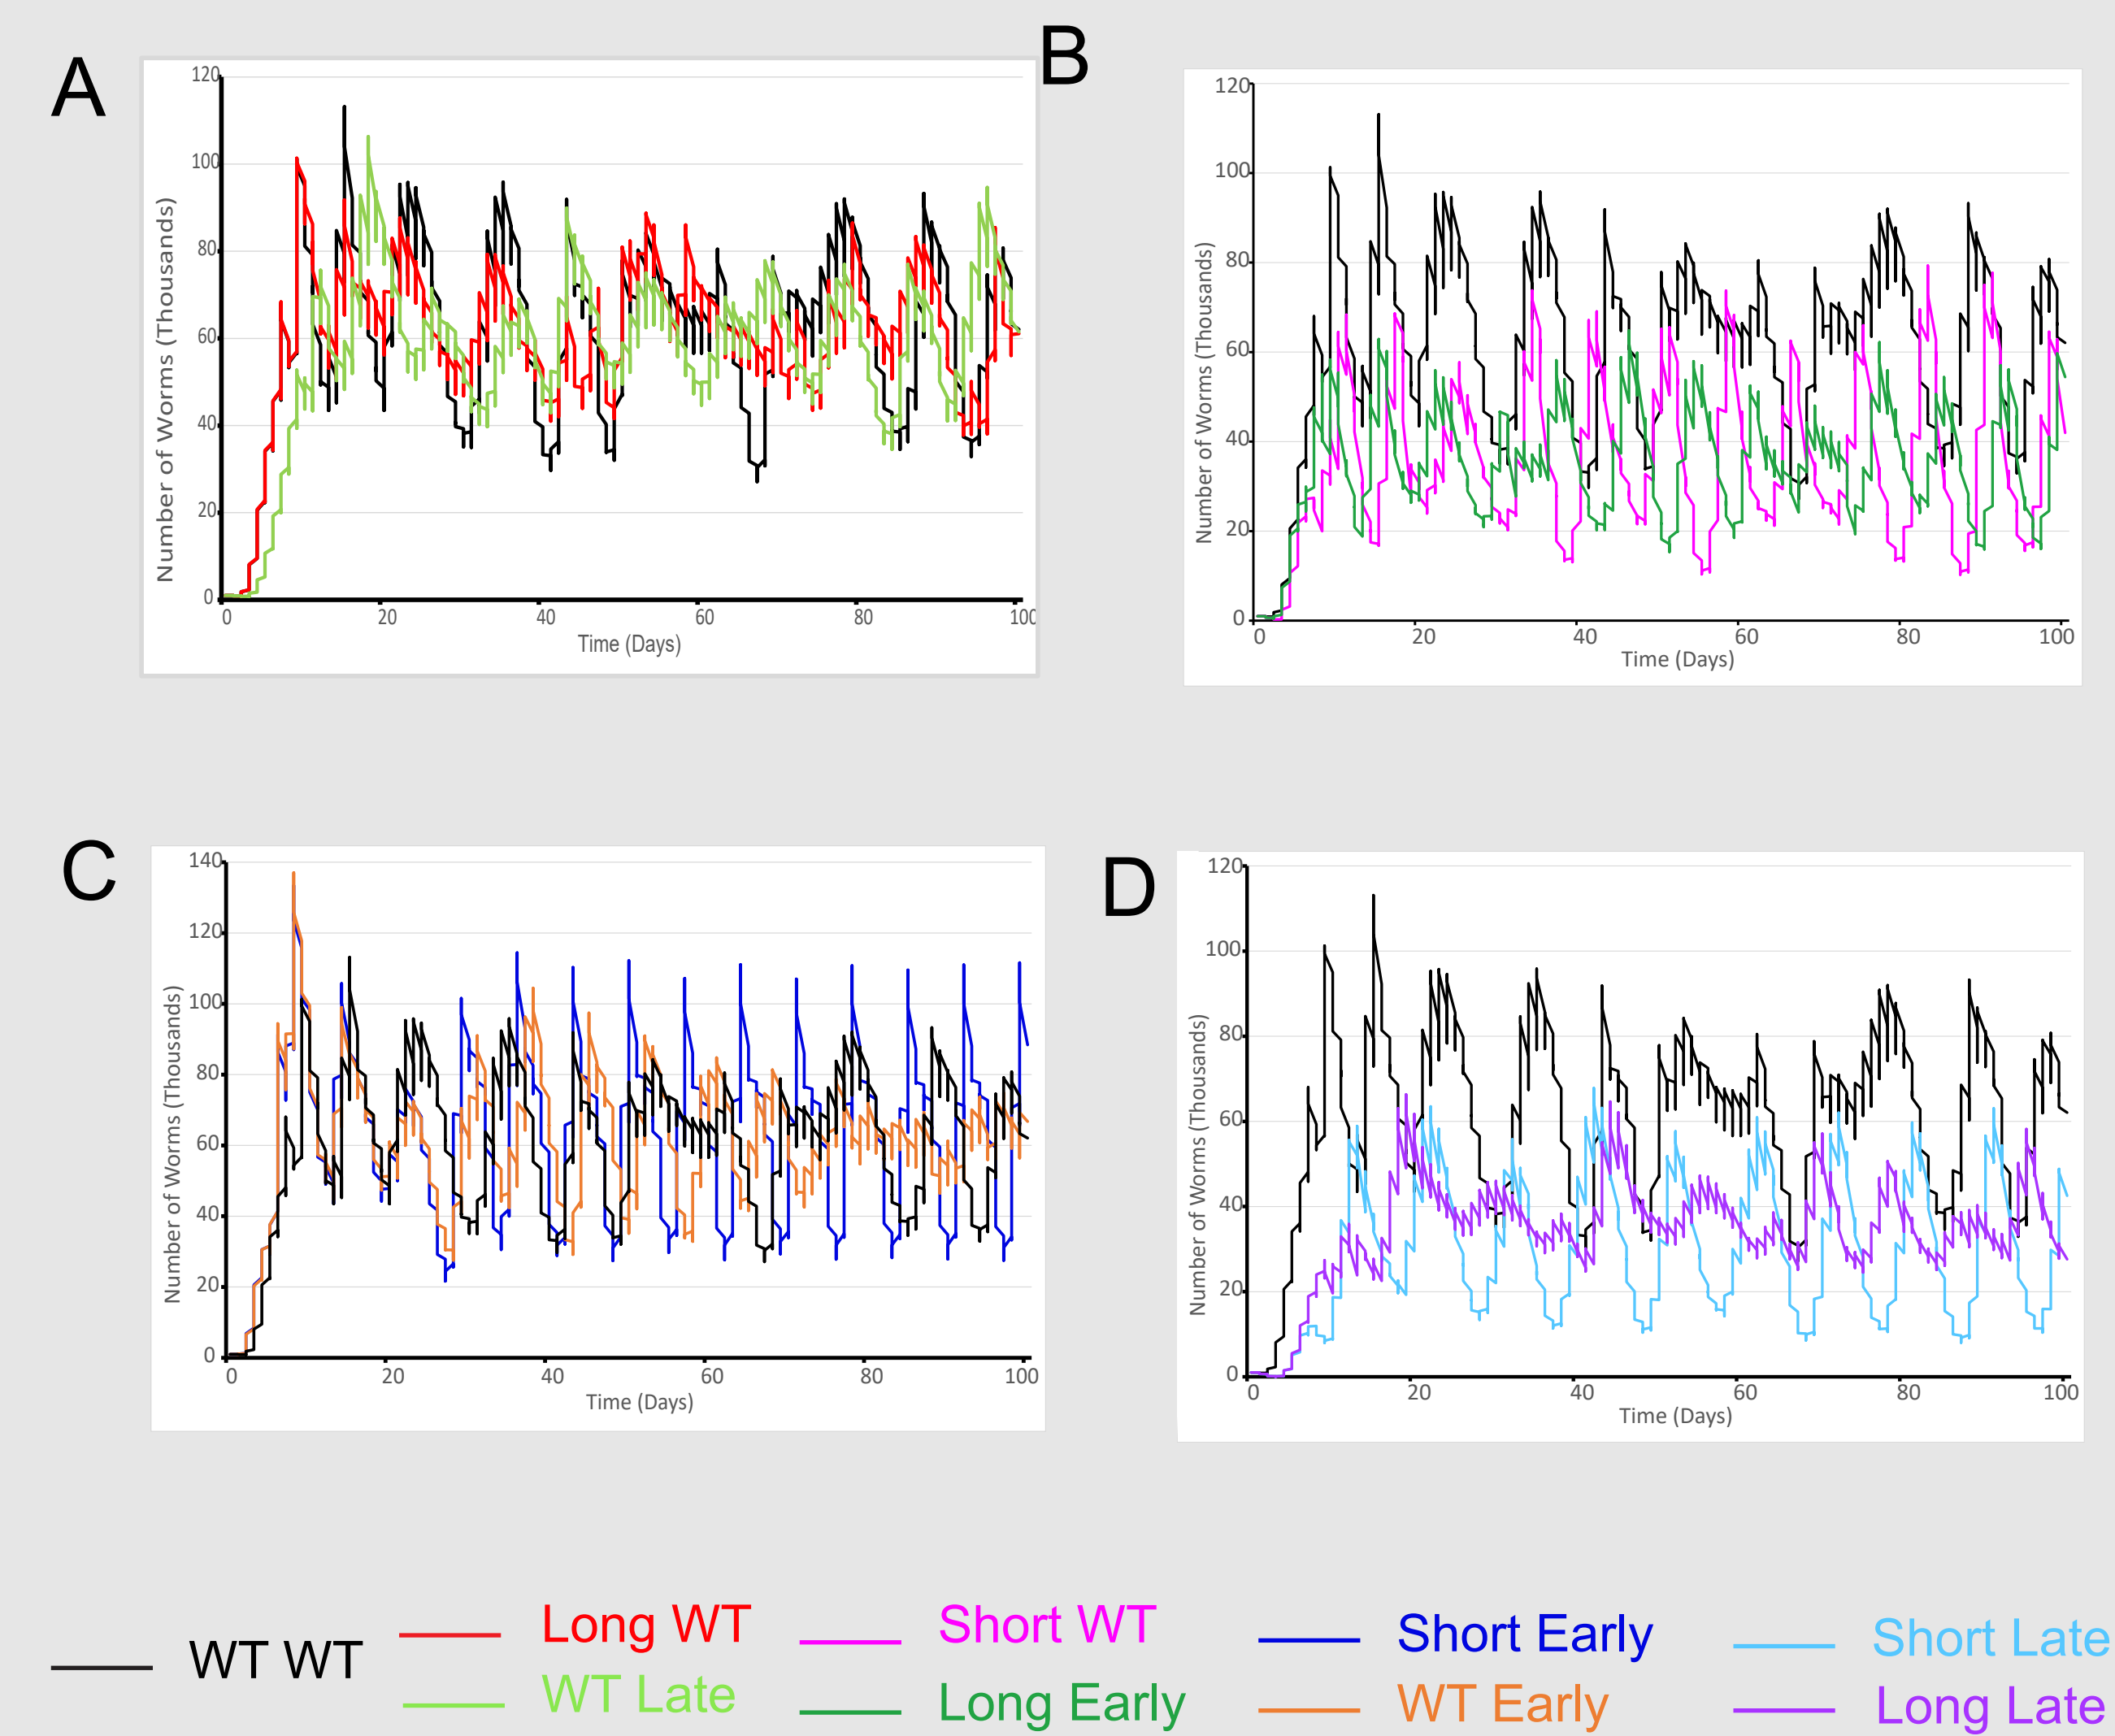 A
120
100
80
60
40
20
0
0 20 40 60 80 100
Number of Worms (Thousands)
Time (Days)
B
120
100
80
60
40
20
0
0 20 40 60 80 100
Number of Worms (Thousands)
Time (Days)
C
140
120
100
80
60
40
20
0
0 20 40 60 80 100
Number of Worms (Thousands)
Time (Days)
D
120
100
80
60
40
20
0
0 20 40 60 80 100
Number of Worms (Thousands)
Time (Days)
WT WT
Long WT
WT Late
Short WT
Long Early
Short Early
WT Early
Short Late
Long Late